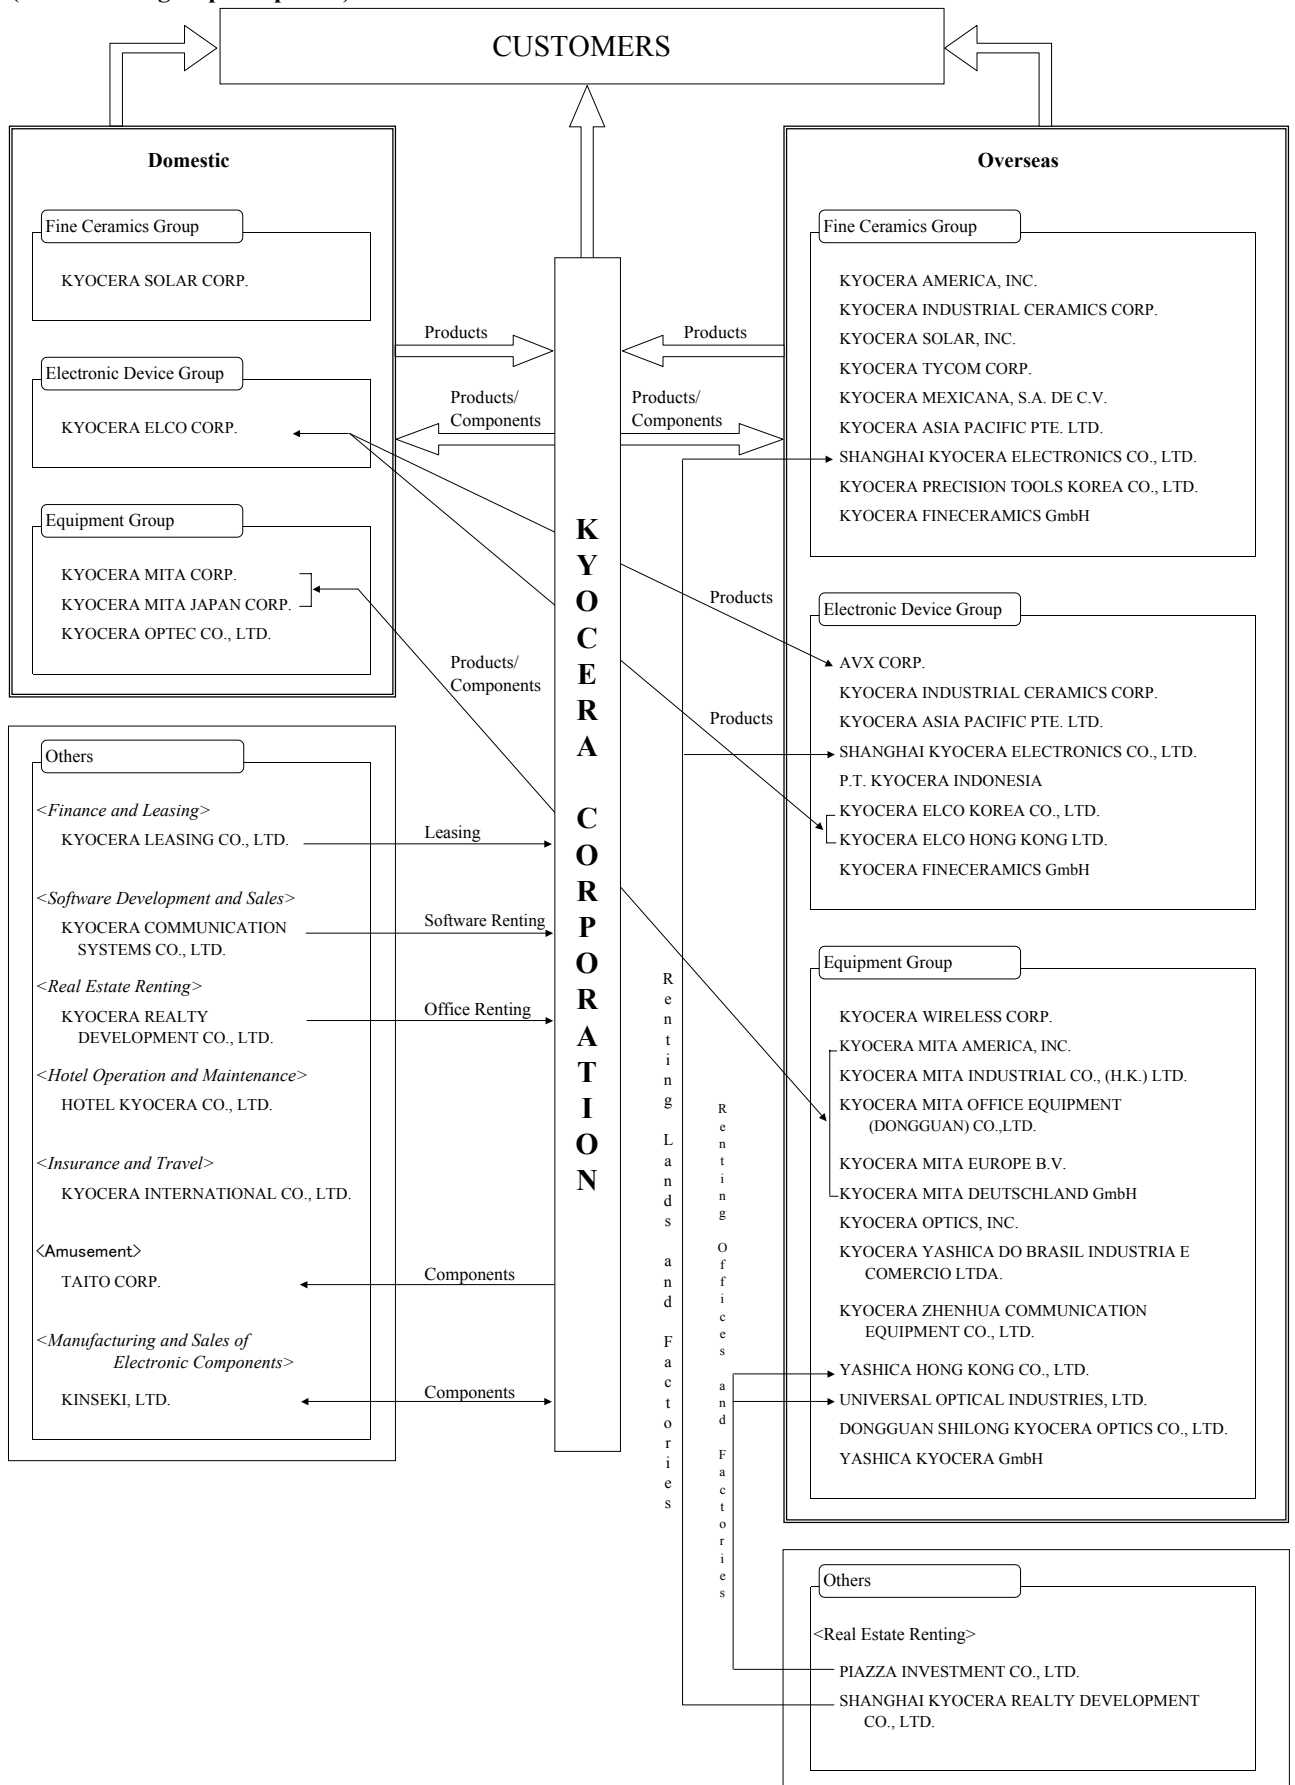 CUSTOMERS
Domestic
Fine Ceramics Group
KYOCERA SOLAR CORP.
Electronic Device Group
KYOCERA ELCO CORP.
Equipment Group
KYOCERA MITA CORP.
KYOCERA MITA JAPAN CORP.
KYOCERA OPTEC CO., LTD.
Others
<Finance and Leasing>
KYOCERA LEASING CO., LTD.
<Software Development and Sales>
KYOCERA COMMUNICATION
SYSTEMS CO., LTD.
<Real Estate Renting>
KYOCERA REALTY
DEVELOPMENT CO., LTD.
<Hotel Operation and Maintenance>
HOTEL KYOCERA CO., LTD.
<Insurance and Travel>
KYOCERA INTERNATIONAL CO., LTD.
<Amusement>
TAITO CORP.
<Manufacturing and Sales of
Electronic Components>
KINSEKI, LTD.
Products
Products/
Components
Products/
Components
Leasing
Software Renting
Office Renting
Components
Components
KYOCERA CORPORATION
Products
Products/
Components
Products
Products
Renting Lands and Factories
Renting Offices and Factories
Overseas
Fine Ceramics Group
KYOCERA AMERICA, INC.
KYOCERA INDUSTRIAL CERAMICS CORP.
KYOCERA SOLAR, INC.
KYOCERA TYCOM CORP.
KYOCERA MEXICANA, S.A. DE C.V.
KYOCERA ASIA PACIFIC PTE. LTD.
SHANGHAI KYOCERA ELECTRONICS CO., LTD.
KYOCERA PRECISION TOOLS KOREA CO., LTD.
KYOCERA FINECERAMICS GmbH
Electronic Device Group
AVX CORP.
KYOCERA INDUSTRIAL CERAMICS CORP.
KYOCERA ASIA PACIFIC PTE. LTD.
SHANGHAI KYOCERA ELECTRONICS CO., LTD.
P.T. KYOCERA INDONESIA
KYOCERA ELCO KOREA CO., LTD.
KYOCERA ELCO HONG KONG LTD.
KYOCERA FINECERAMICS GmbH
Equipment Group
KYOCERA WIRELESS CORP.
KYOCERA MITA AMERICA, INC.
KYOCERA MITA INDUSTRIAL CO., (H.K.) LTD.
KYOCERA MITA OFFICE EQUIPMENT
(DONGGUAN) CO.,LTD.
KYOCERA MITA EUROPE B.V.
KYOCERA MITA DEUTSCHLAND GmbH
KYOCERA OPTICS, INC.
KYOCERA YASHICA DO BRASIL INDUSTRIA E
COMERCIO LTDA.
KYOCERA ZHENHUA COMMUNICATION
EQUIPMENT CO., LTD.
YASHICA HONG KONG CO., LTD.
UNIVERSAL OPTICAL INDUSTRIES, LTD.
DONGGUAN SHILONG KYOCERA OPTICS CO., LTD.
YASHICA KYOCERA GmbH
Others
<Real Estate Renting>
PIAZZA INVESTMENT CO., LTD.
SHANGHAI KYOCERA REALTY DEVELOPMENT
CO., LTD.